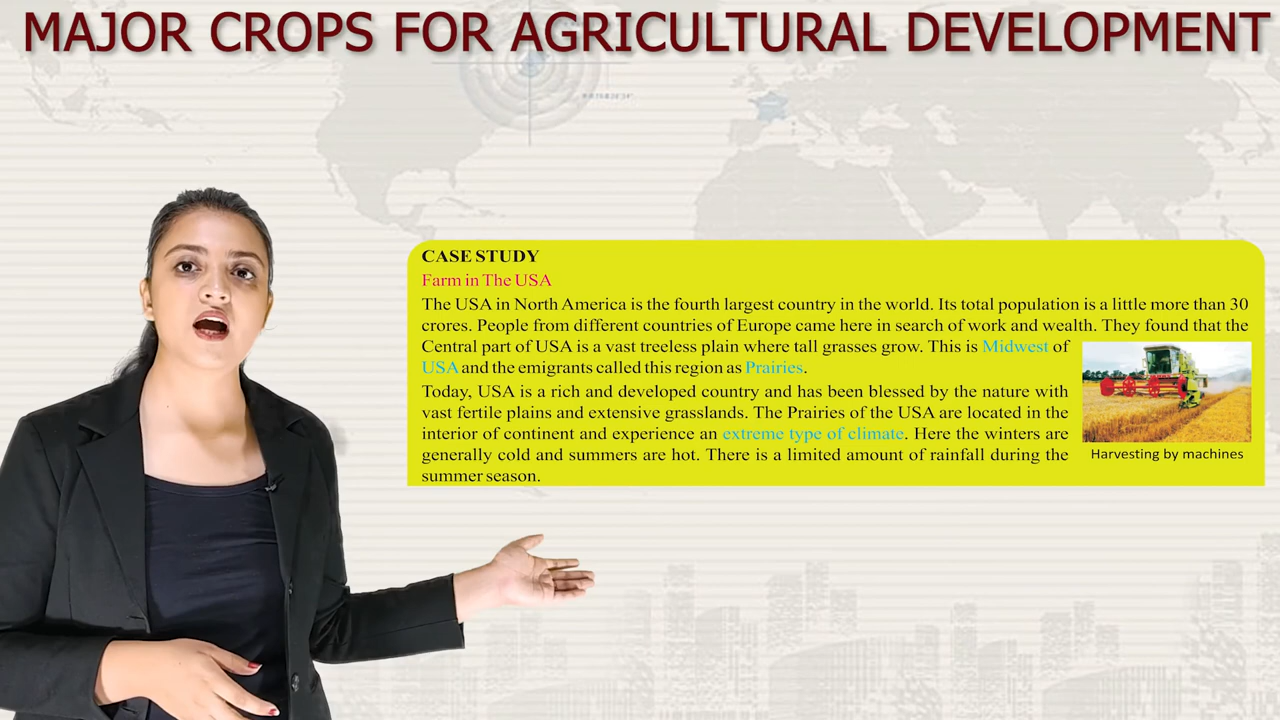 MAJOR CROPS FOR AGRICULTURAL DEVELOPMENT
CASE STUDY
Farm in The USA
The USA in North America is the fourth largest country in the world. Its total population is a little more than 30
crores. People from different countries of Europe came here in search of work and wealth. They found that the
Central part of USA is a vast treeless plain where tall grasses grow. This is Midwest of
USA and the emigrants called this region as Prairies.
Today, USA is a rich and developed country and has been blessed by the nature with
vast fertile plains and extensive grasslands. The Prairies of the USA are located in the
interior of continent and experience an extreme type of climate. Here the winters are
generally cold and summers are hot. There is a limited amount of rainfall during the
summer season.
Harvesting by machines